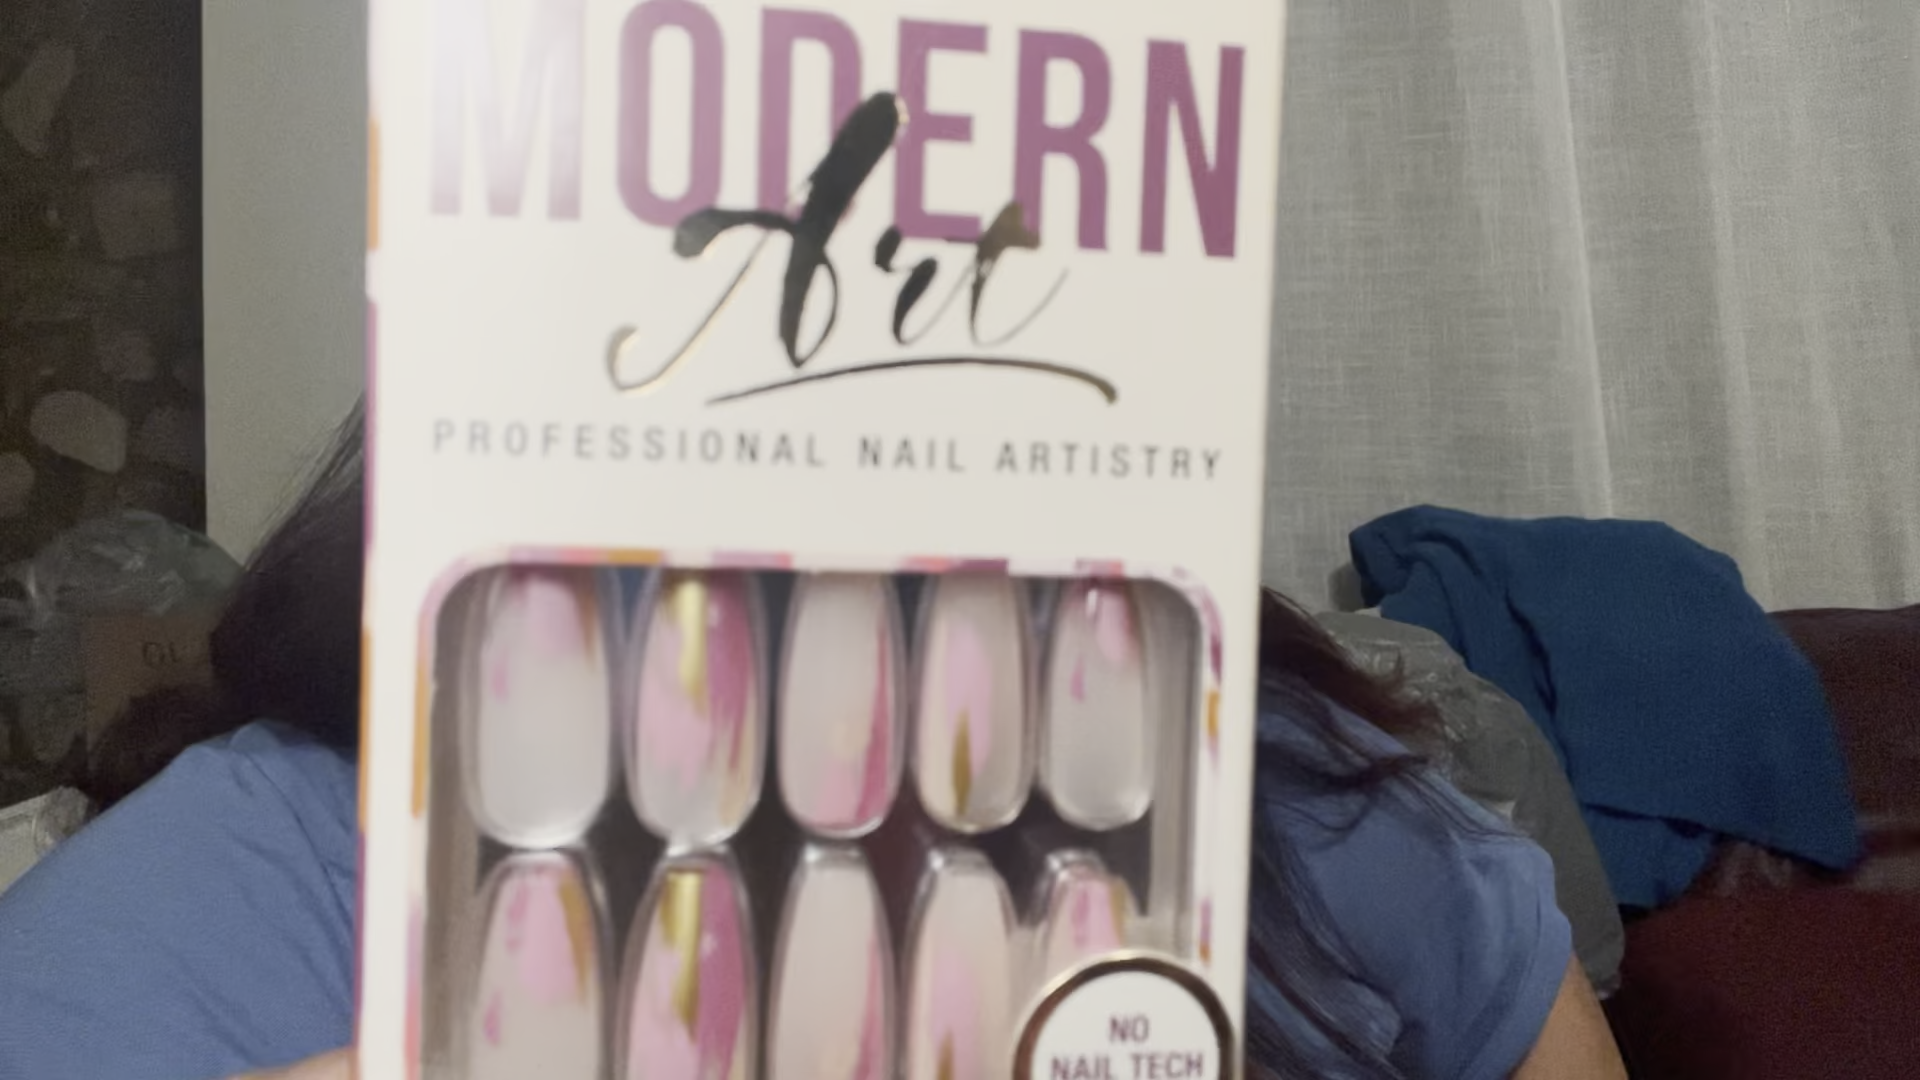 MODERN
Art
PROFESSIONAL NAIL ARTISTRY
NO
NAIL TECH